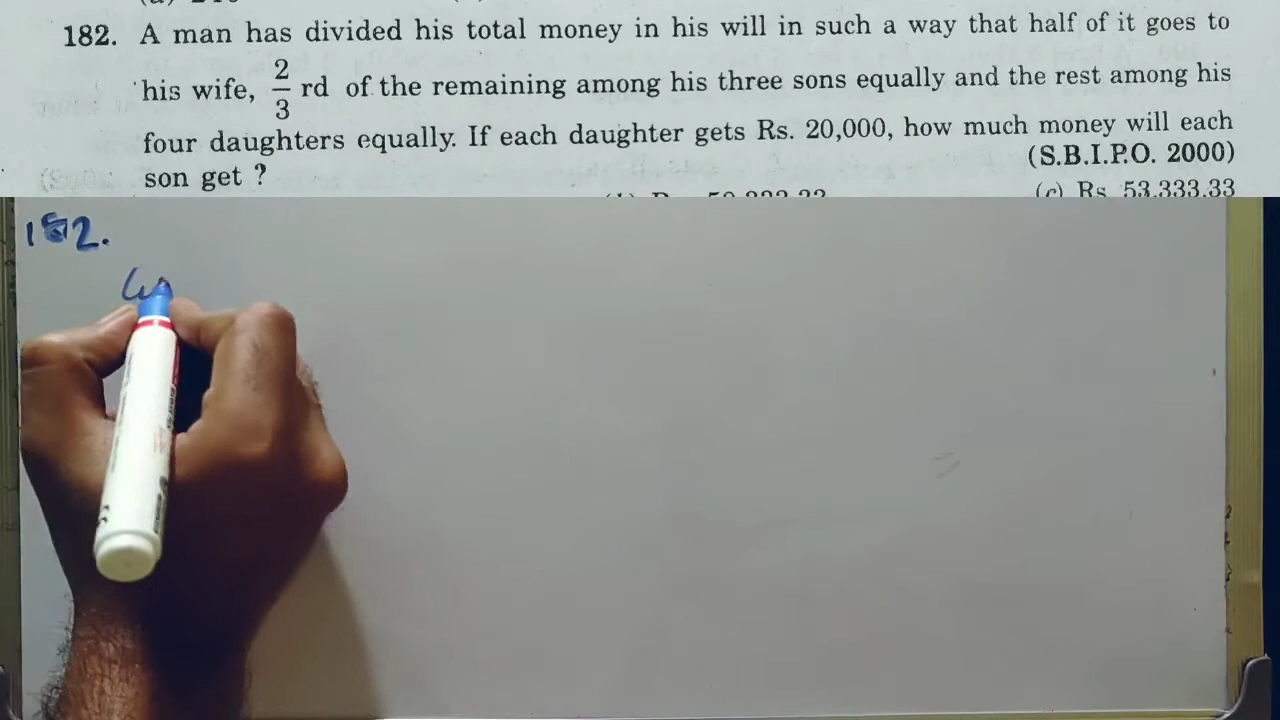 182. A man has divided his total money in his will in such a way that half of it goes to
his wife, 2/3 rd of the remaining among his three sons equally and the rest among his
four daughters equally. If each daughter gets Rs. 20,000, how much money will each
son get ?
(S.B.I.P.O. 2000)
(c) Rs. 53,333.33
182.